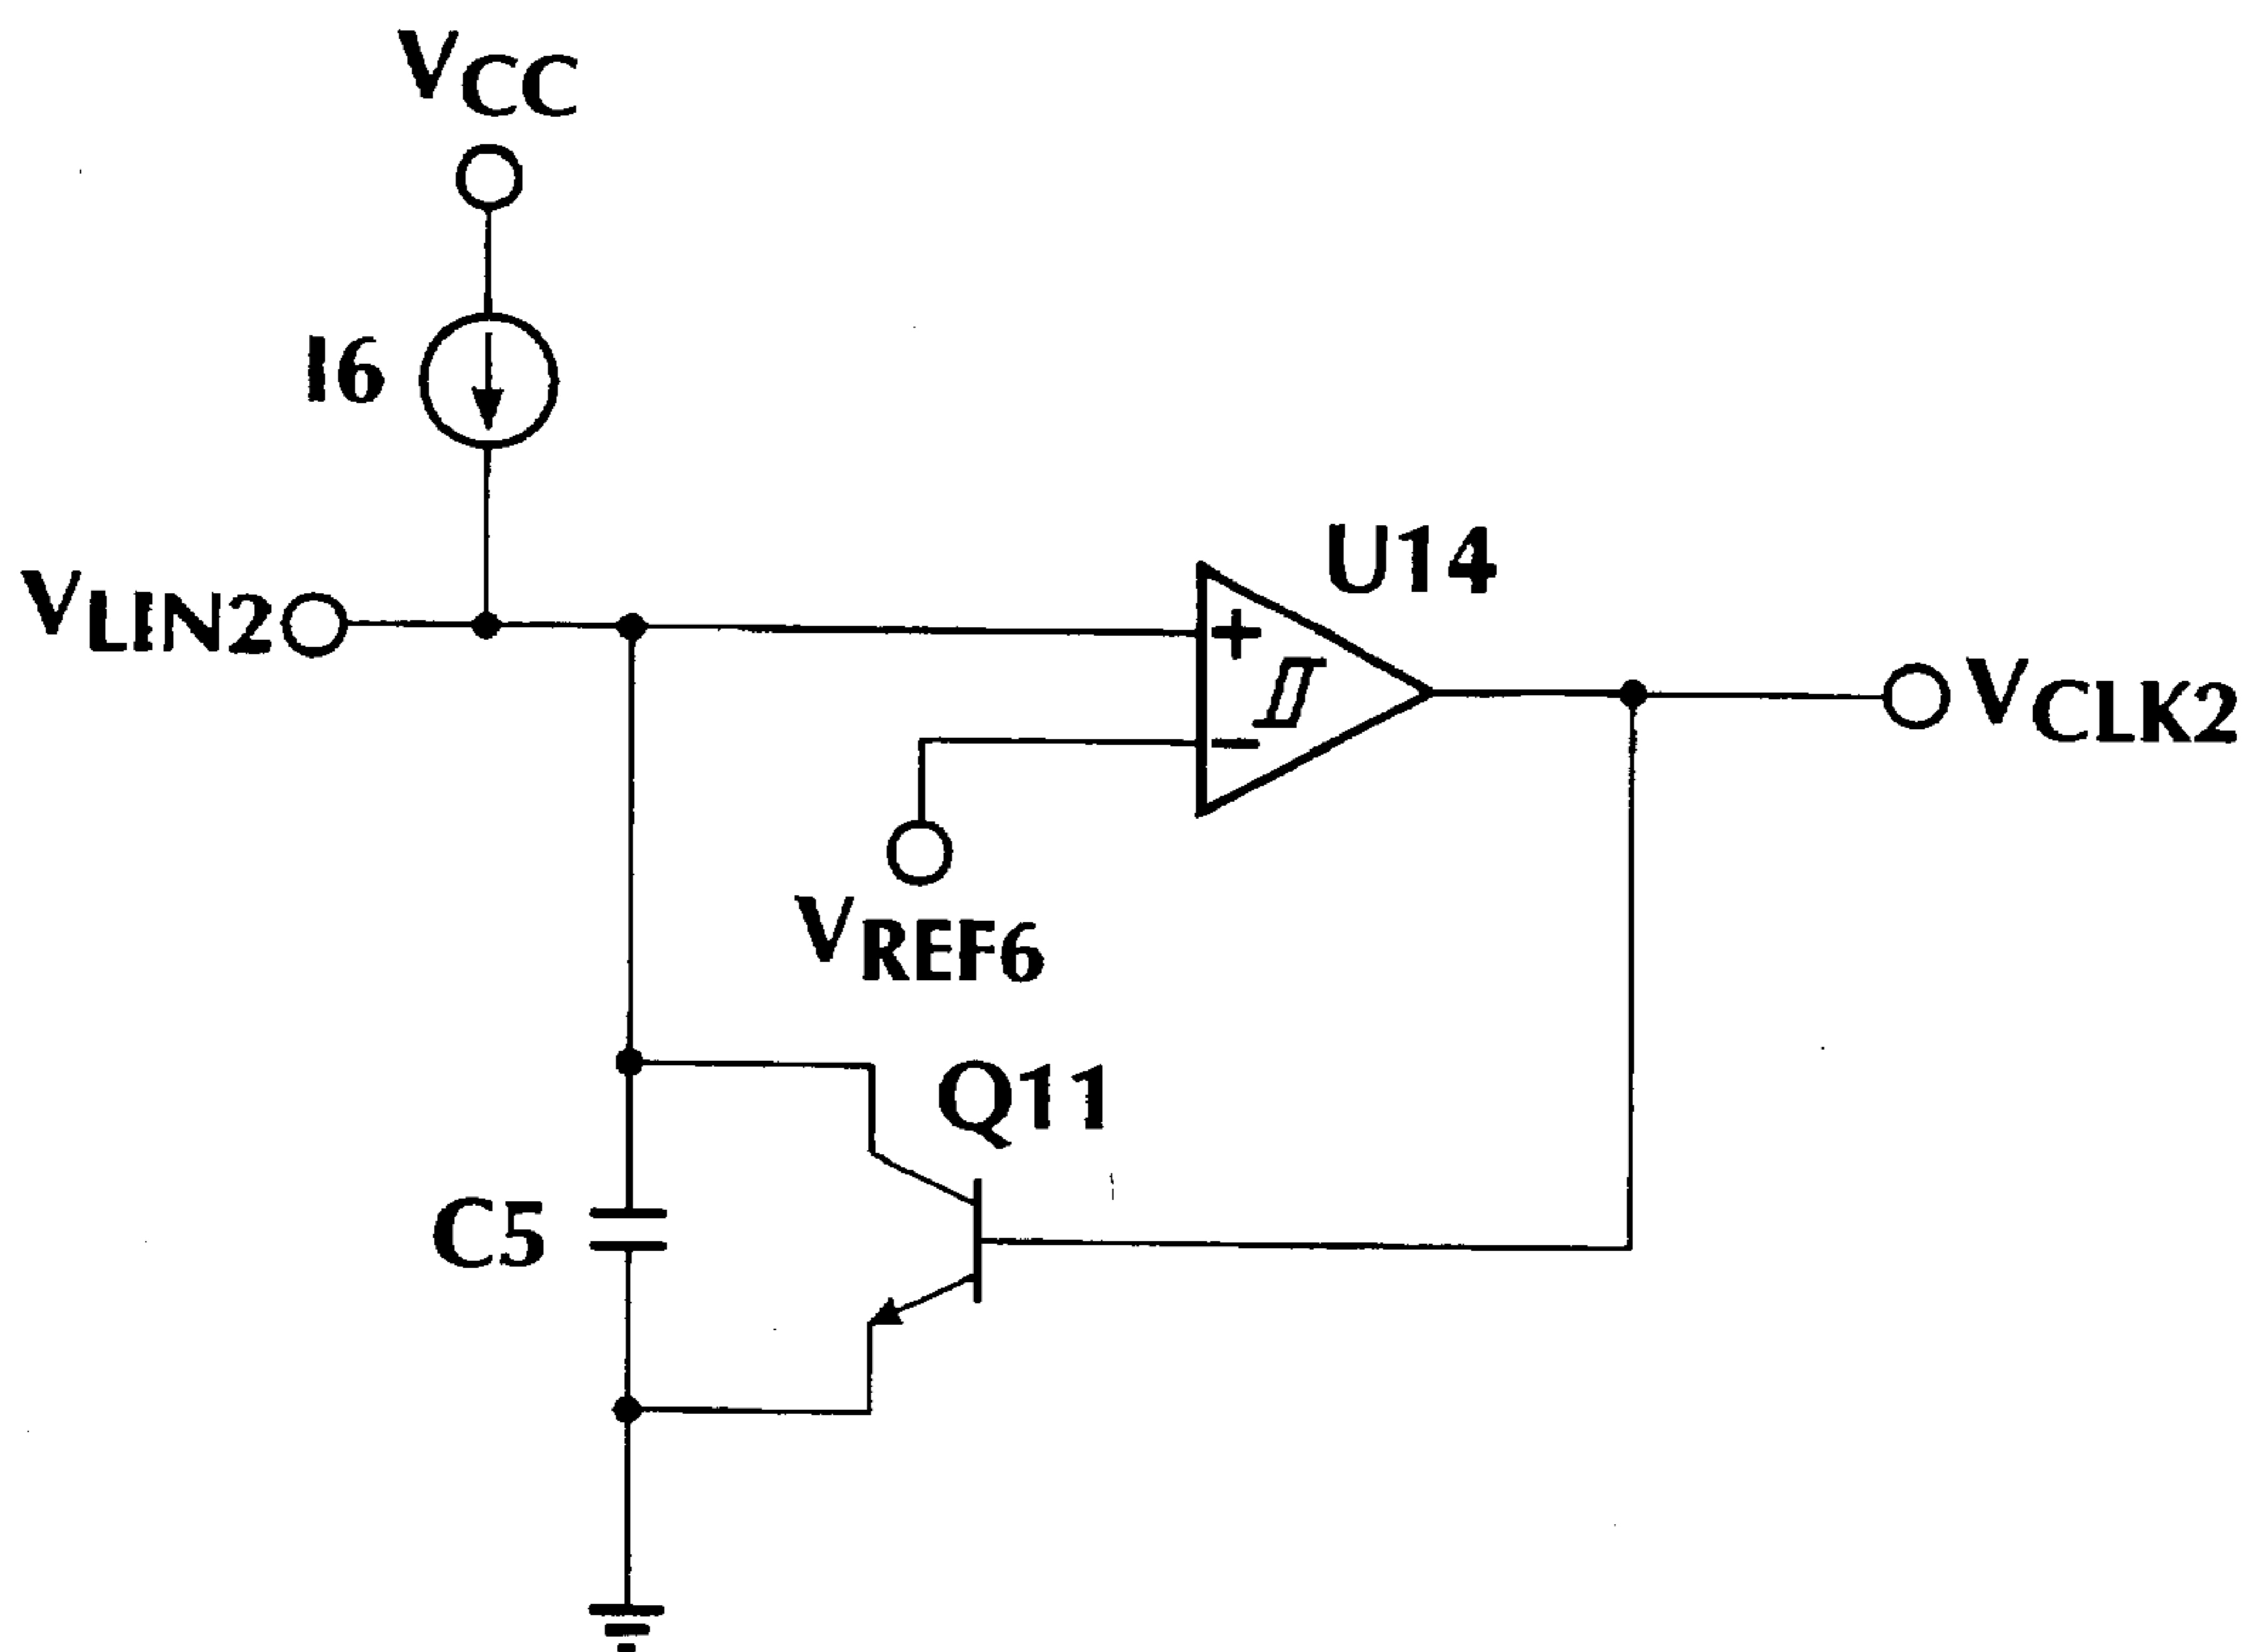 VCC
I6
U14
VLIN2
+
VCLK2
−
VREF6
Q11
C5